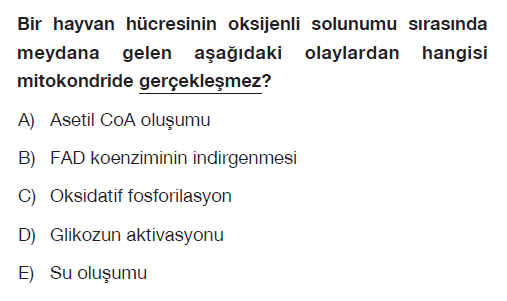 Bir hayvan hücresinin oksijenli solunumu sırasında
meydana gelen aşağıdaki olaylardan hangisi
mitokondride gerçekleşmez?
A) Asetil CoA oluşumu
B) FAD koenziminin indirgenmesi
C) Oksidatif fosforilasyon
D) Glikozun aktivasyonu
E) Su oluşumu